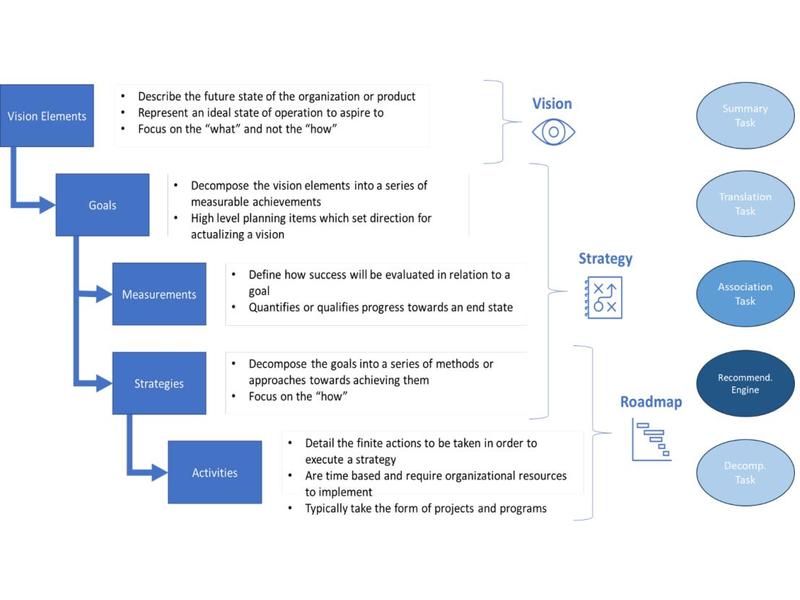 Vision Elements
• Describe the future state of the organization or product
• Represent an ideal state of operation to aspire to
• Focus on the “what” and not the “how”
Vision
Summary
Task
Goals
• Decompose the vision elements into a series of
measurable achievements
• High level planning items which set direction for
actualizing a vision
Translation
Task
Strategy
Measurements
• Define how success will be evaluated in relation to a
goal
• Quantifies or qualifies progress towards an end state
Association
Task
Strategies
• Decompose the goals into a series of methods or
approaches towards achieving them
• Focus on the “how”
Recommend.
Engine
Roadmap
Activities
• Detail the finite actions to be taken in order to
execute a strategy
• Are time based and require organizational resources
to implement
• Typically take the form of projects and programs
Decomp.
Task